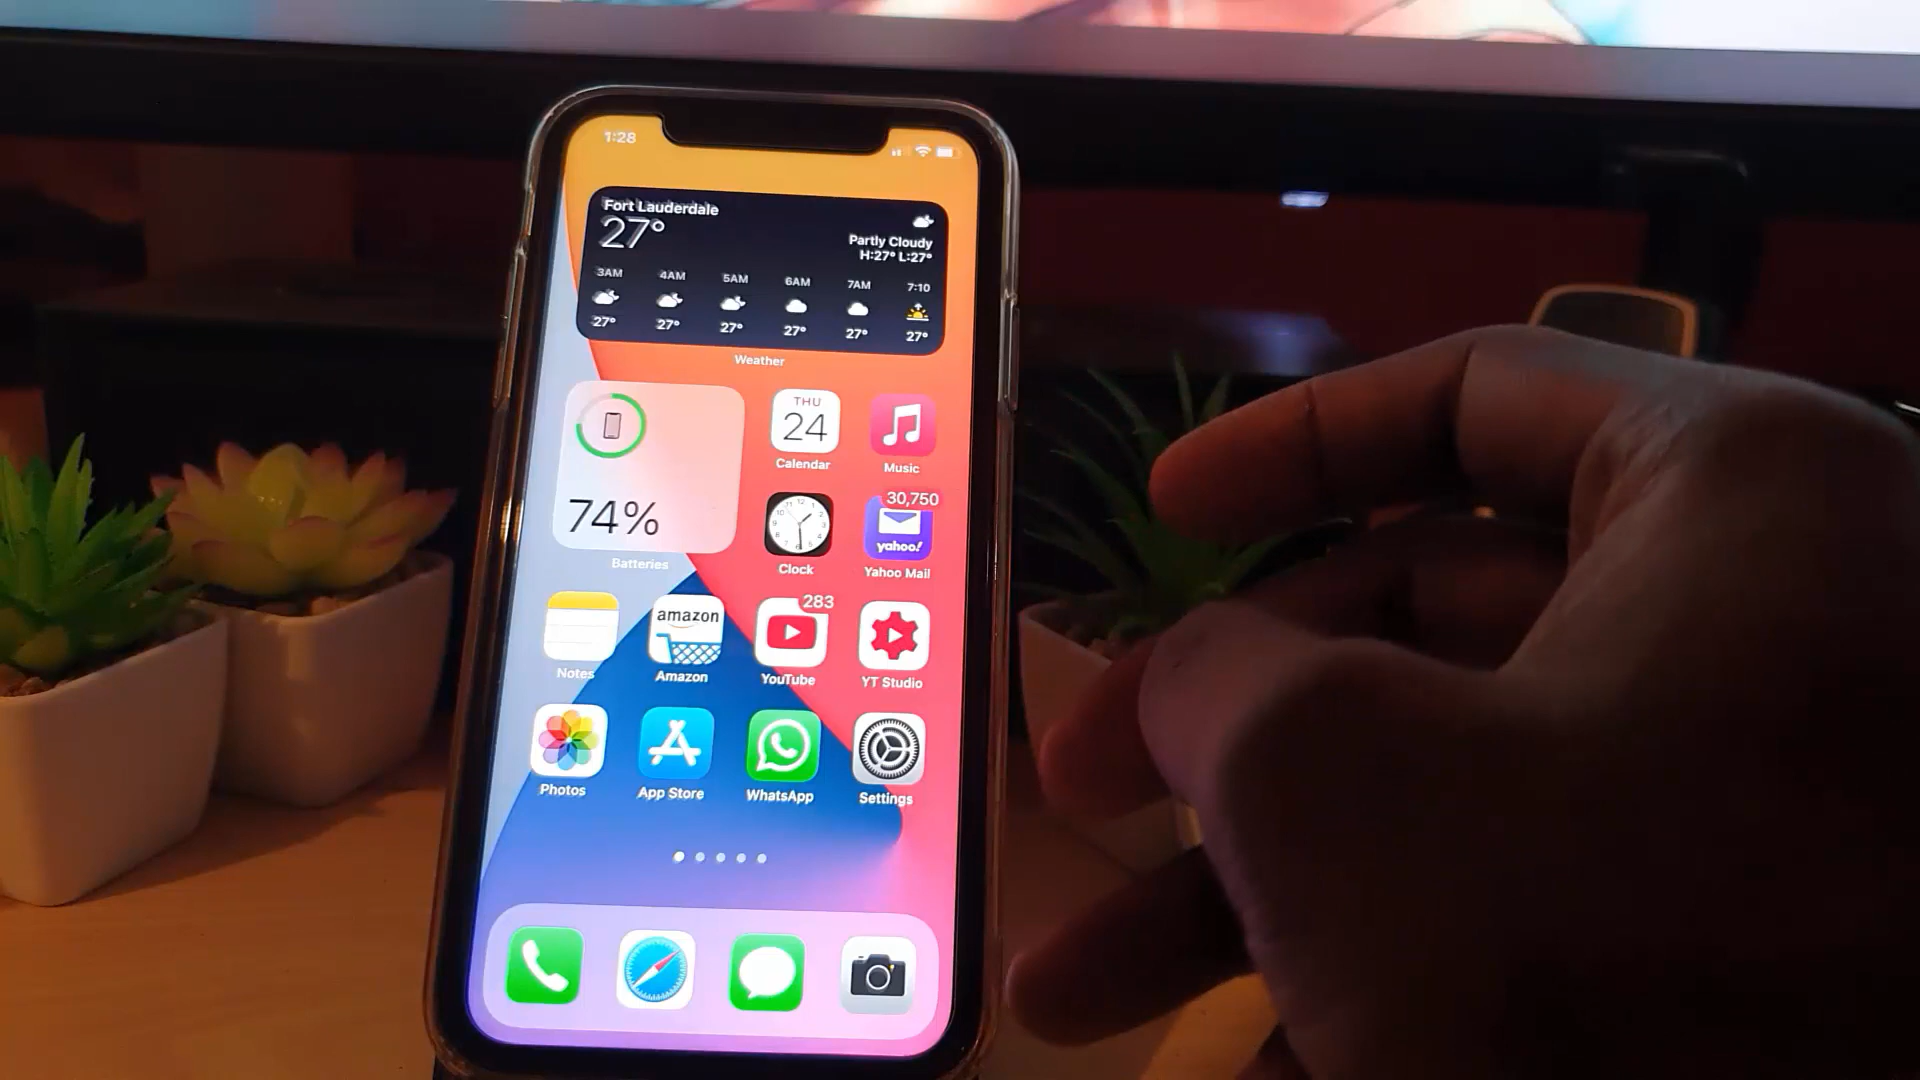 1:28
Fort Lauderdale
27°
Partly Cloudy
H:27° L:27°
3AM 4AM 5AM 6AM 7AM 7:10
27° 27° 27° 27° 27° 27°
Weather
74%
Batteries
THU
24
Calendar
Music
Clock
30,750
yahoo!
Yahoo Mail
Notes
amazon
Amazon
283
YouTube
YT Studio
Photos
App Store
WhatsApp
Settings